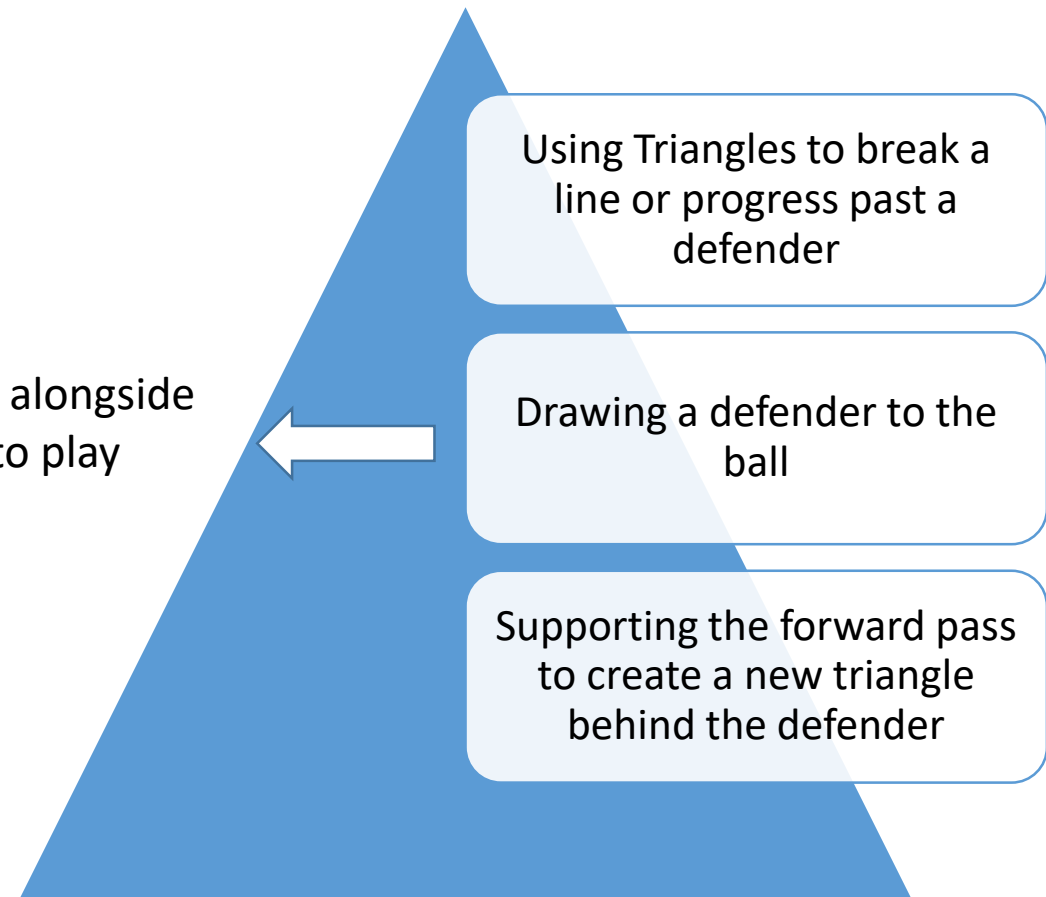 Using Triangles to break a
line or progress past a
defender
alongside
to play
Drawing a defender to the
ball
Supporting the forward pass
to create a new triangle
behind the defender